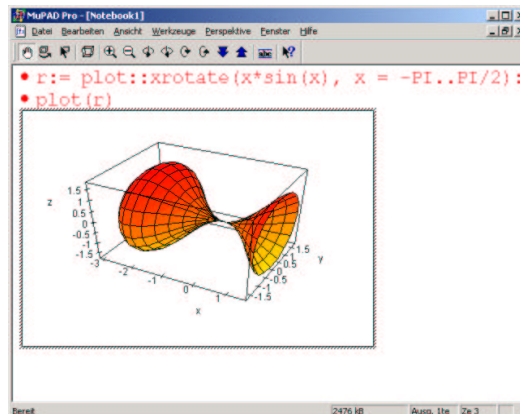 MuPAD Pro - [Notebook1]
Datei Bearbeiten Ansicht Werkzeuge Perspektive Fenster Hilfe
abc
r:= plot::xrotate(x*sin(x), x = -PI..PI/2):
plot(r)
z
1.5
1
0.5
0
-0.5
-1
-1.5
-3
-2
-1
0
1
x
1.5
1
0.5
0
-0.5
-1
-1.5
y
Bereit 2476 kB Ausg. 1te Ze 3